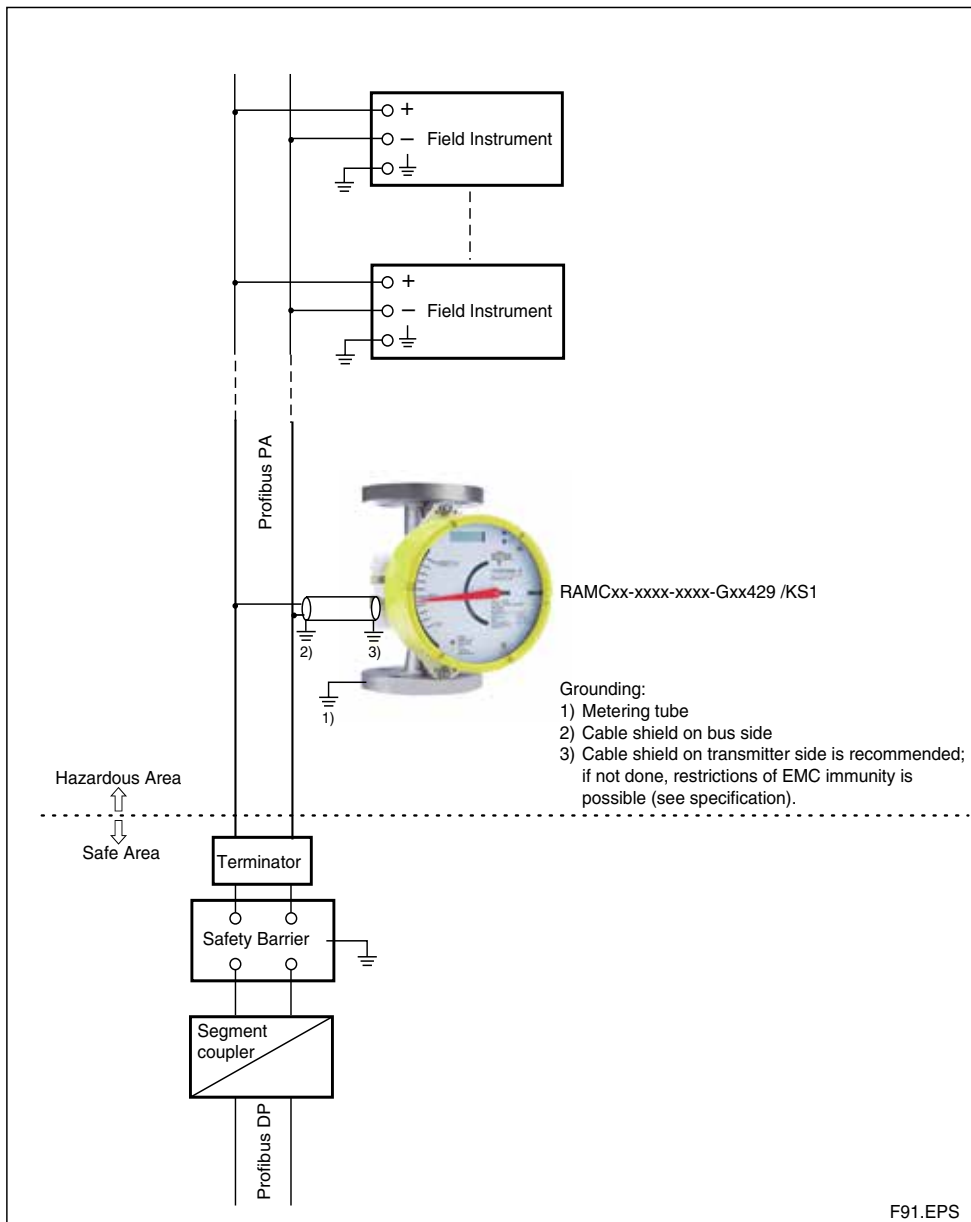 +
− Field Instrument
+
− Field Instrument
Profibus PA
RAMCxx-xxxx-xxxx-Gxx429 /KS1
2)
3)
1)
Grounding:
1) Metering tube
2) Cable shield on bus side
3) Cable shield on transmitter side is recommended;
if not done, restrictions of EMC immunity is
possible (see specification).
Hazardous Area
Safe Area
Terminator
Safety Barrier
Segment
coupler
Profibus DP
F91.EPS